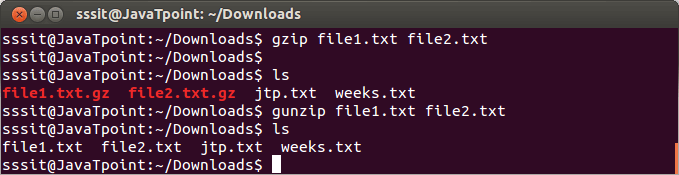 sssit@JavaTpoint: ~/Downloads
sssit@JavaTpoint:~/Downloads$ gzip file1.txt file2.txt
sssit@JavaTpoint:~/Downloads$
sssit@JavaTpoint:~/Downloads$ ls
file1.txt.gz  file2.txt.gz  jtp.txt  weeks.txt
sssit@JavaTpoint:~/Downloads$ gunzip file1.txt file2.txt
sssit@JavaTpoint:~/Downloads$ ls
file1.txt  file2.txt  jtp.txt  weeks.txt
sssit@JavaTpoint:~/Downloads$